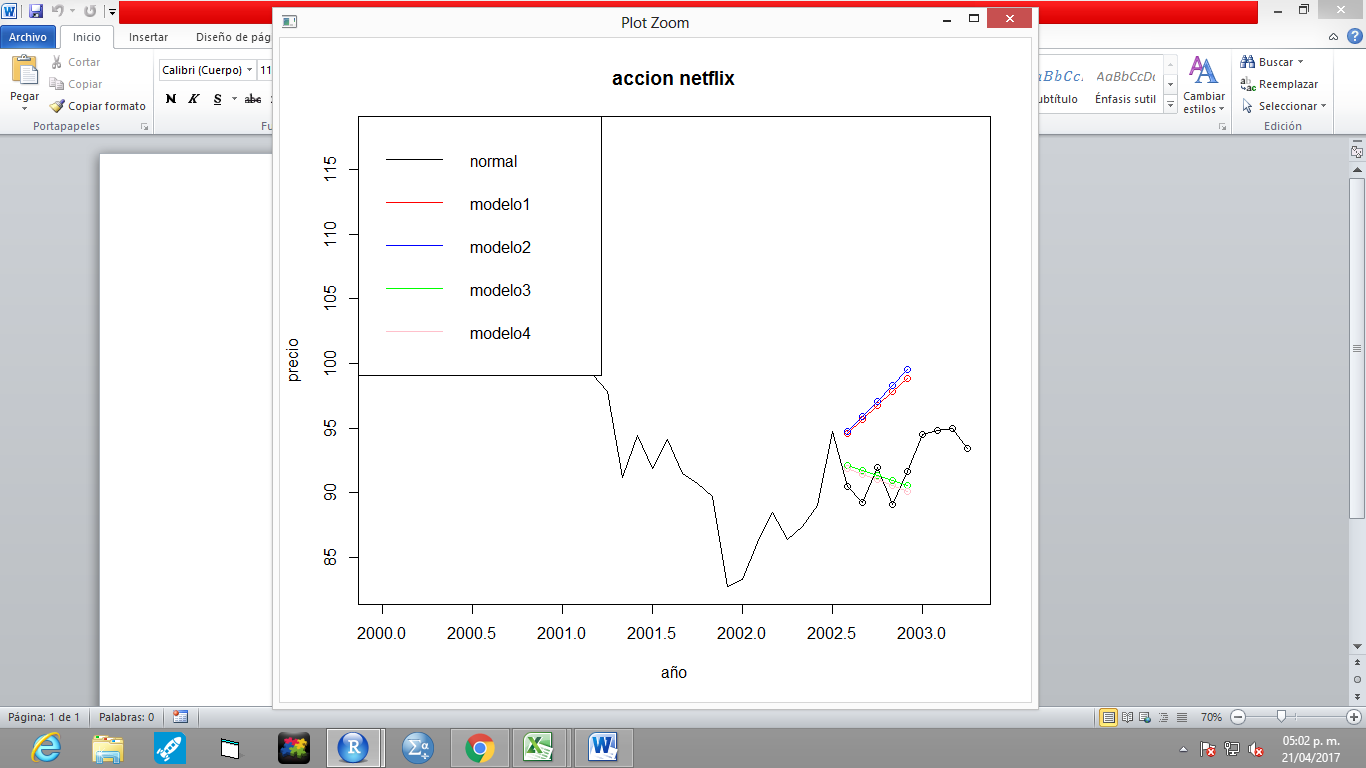 Plot Zoom
Archivo Inicio Insertar Diseño de pág
Cortar
Copiar
Copiar formato
Pegar
Portapapeles
Calibri (Cuerpo) 11
N K S abc
Fu
AaBbCcDc
ubtítulo Énfasis sutil
Cambiar estilos
Buscar
Reemplazar
Seleccionar
Edición
accion netflix
normal
modelo1
modelo2
modelo3
modelo4
precio
115
110
105
100
95
90
85
2000.0 2000.5 2001.0 2001.5 2002.0 2002.5 2003.0
año
Página: 1 de 1 Palabras: 0 70%
05:02 p. m.
21/04/2017